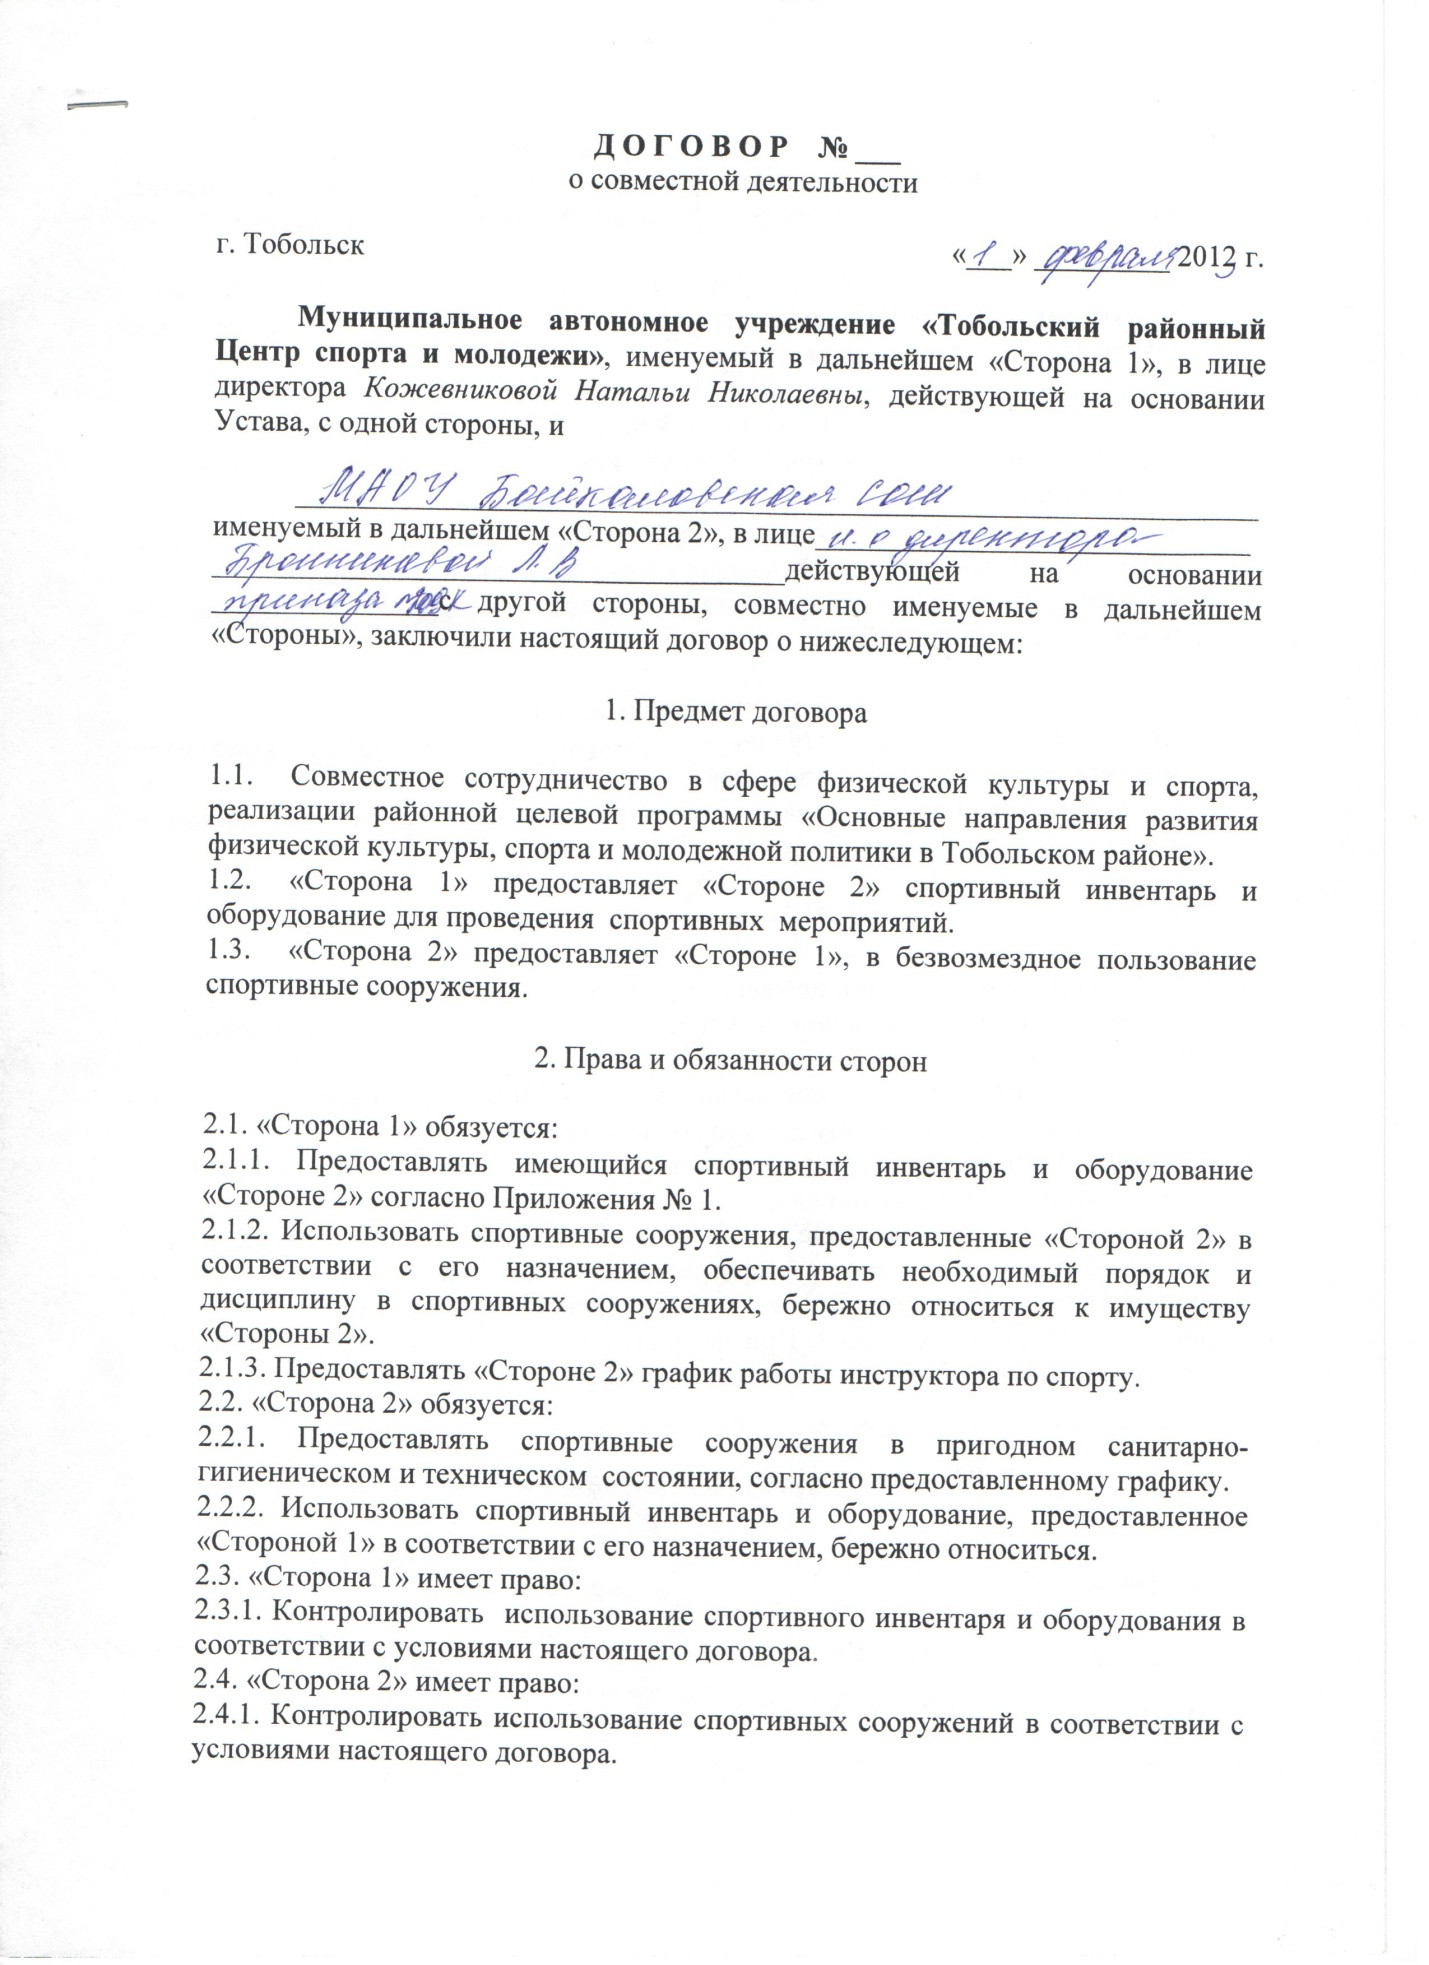 ДОГОВОР № ___
о совместной деятельности
г. Тобольск
«1» февраля 2013 г.
Муниципальное автономное учреждение «Тобольский районный
Центр спорта и молодежи», именуемый в дальнейшем «Сторона 1», в лице
директора Кожевниковой Натальи Николаевны, действующей на основании
Устава, с одной стороны, и
МАОУ Байкаловская сош
именуемый в дальнейшем «Сторона 2», в лице и.о директора
Бронниковой Л.В действующей на основании
приказа с другой стороны, совместно именуемые в дальнейшем
«Стороны», заключили настоящий договор о нижеследующем:
1. Предмет договора
1.1. Совместное сотрудничество в сфере физической культуры и спорта,
реализации районной целевой программы «Основные направления развития
физической культуры, спорта и молодежной политики в Тобольском районе».
1.2. «Сторона 1» предоставляет «Стороне 2» спортивный инвентарь и
оборудование для проведения спортивных мероприятий.
1.3. «Сторона 2» предоставляет «Стороне 1», в безвозмездное пользование
спортивные сооружения.
2. Права и обязанности сторон
2.1. «Сторона 1» обязуется:
2.1.1. Предоставлять имеющийся спортивный инвентарь и оборудование
«Стороне 2» согласно Приложения № 1.
2.1.2. Использовать спортивные сооружения, предоставленные «Стороной 2» в
соответствии с его назначением, обеспечивать необходимый порядок и
дисциплину в спортивных сооружениях, бережно относиться к имуществу
«Стороны 2».
2.1.3. Предоставлять «Стороне 2» график работы инструктора по спорту.
2.2. «Сторона 2» обязуется:
2.2.1. Предоставлять спортивные сооружения в пригодном санитарно-
гигиеническом и техническом состоянии, согласно предоставленному графику.
2.2.2. Использовать спортивный инвентарь и оборудование, предоставленное
«Стороной 1» в соответствии с его назначением, бережно относиться.
2.3. «Сторона 1» имеет право:
2.3.1. Контролировать использование спортивного инвентаря и оборудования в
соответствии с условиями настоящего договора.
2.4. «Сторона 2» имеет право:
2.4.1. Контролировать использование спортивных сооружений в соответствии с
условиями настоящего договора.